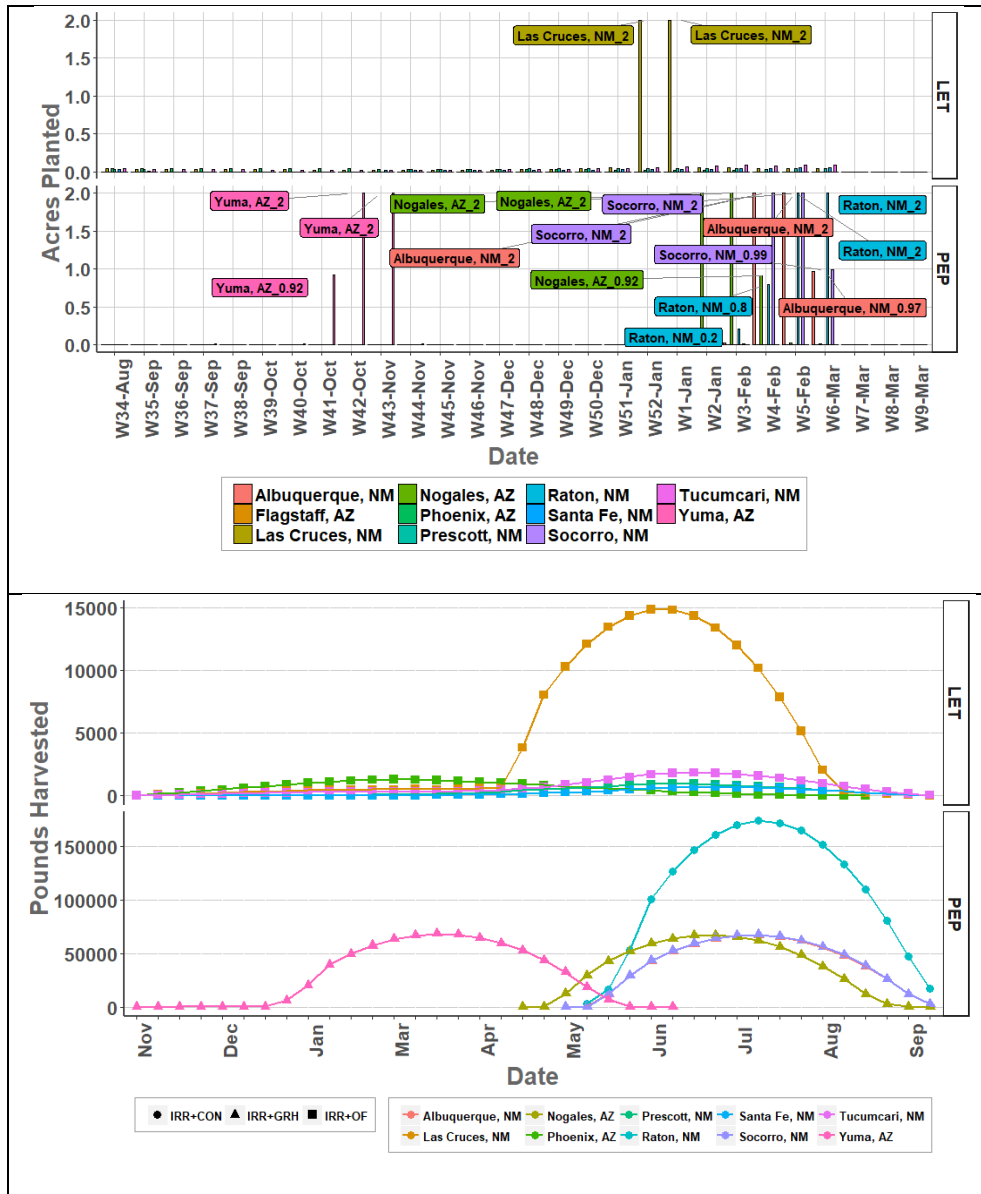 2.0
1.5
1.0
0.5
0.0
Las Cruces, NM_2
Las Cruces, NM_2
LET
Acres Planted
2.0
1.5
1.0
0.5
0.0
Yuma, AZ_2
Nogales, AZ_2
Nogales, AZ_2
Socorro, NM_2
Raton, NM_2
Yuma, AZ_2
Socorro, NM_2
Albuquerque, NM_2
Albuquerque, NM_2
Socorro, NM_0.99
Raton, NM_2
Yuma, AZ_0.92
Nogales, AZ_0.92
Raton, NM_0.8
Albuquerque, NM_0.97
Raton, NM_0.2
PEP
W34-Aug
W35-Sep
W36-Sep
W37-Sep
W38-Sep
W39-Oct
W40-Oct
W41-Oct
W42-Oct
W43-Nov
W44-Nov
W45-Nov
W46-Nov
W47-Dec
W48-Dec
W49-Dec
W50-Dec
W51-Jan
W52-Jan
W1-Jan
W2-Jan
W3-Feb
W4-Feb
W5-Feb
W6-Mar
W7-Mar
W8-Mar
W9-Mar
Date
Albuquerque, NM Nogales, AZ Raton, NM Tucumcari, NM
Flagstaff, AZ Phoenix, AZ Santa Fe, NM Yuma, AZ
Las Cruces, NM Prescott, NM Socorro, NM
15000
10000
5000
0
LET
Pounds Harvested
150000
100000
50000
0
PEP
Nov
Dec
Jan
Mar
Apr
May
Jun
Jul
Aug
Sep
Date
IRR+CON IRR+GRH IRR+OF
Albuquerque, NM Nogales, AZ Prescott, NM Santa Fe, NM Tucumcari, NM
Las Cruces, NM Phoenix, AZ Raton, NM Socorro, NM Yuma, AZ